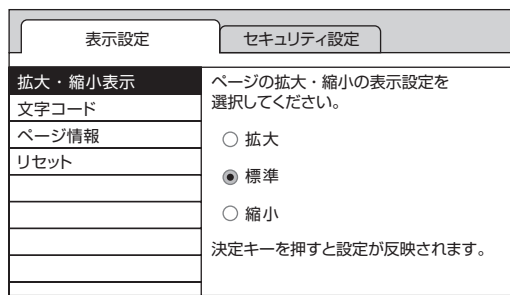 表示設定
セキュリティ設定
拡大・縮小表示
文字コード
ページ情報
リセット
ページの拡大・縮小の表示設定を
選択してください。
拡大
標準
縮小
決定キーを押すと設定が反映されます。